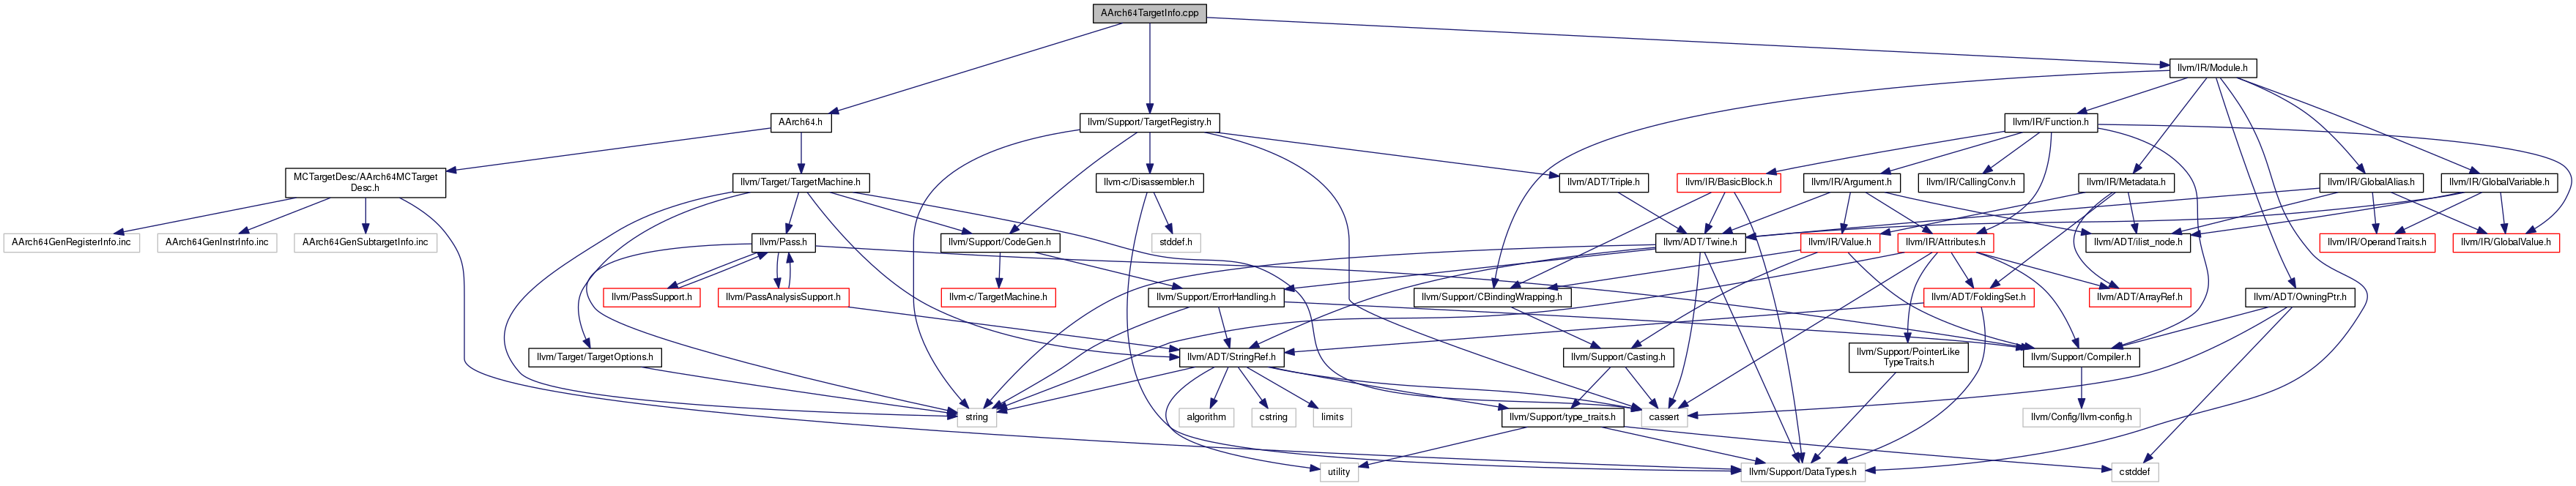 AArch64TargetInfo.cpp
llvm/IR/Module.h
AArch64.h
llvm/Support/TargetRegistry.h
llvm/IR/Function.h
MCTargetDesc/AArch64MCTarget
Desc.h
llvm/Target/TargetMachine.h
llvm-c/Disassembler.h
llvm/ADT/Triple.h
llvm/IR/BasicBlock.h
llvm/IR/Argument.h
llvm/IR/CallingConv.h
llvm/IR/Metadata.h
llvm/IR/GlobalAlias.h
llvm/IR/GlobalVariable.h
AArch64GenRegisterInfo.inc
AArch64GenInstrInfo.inc
AArch64GenSubtargetInfo.inc
llvm/Pass.h
llvm/Support/CodeGen.h
stddef.h
llvm/ADT/Twine.h
llvm/IR/Value.h
llvm/IR/Attributes.h
llvm/ADT/ilist_node.h
llvm/IR/OperandTraits.h
llvm/IR/GlobalValue.h
llvm/PassSupport.h
llvm/PassAnalysisSupport.h
llvm-c/TargetMachine.h
llvm/Support/ErrorHandling.h
llvm/Support/CBindingWrapping.h
llvm/ADT/FoldingSet.h
llvm/ADT/ArrayRef.h
llvm/ADT/OwningPtr.h
llvm/Target/TargetOptions.h
llvm/ADT/StringRef.h
llvm/Support/Casting.h
llvm/Support/PointerLike
TypeTraits.h
llvm/Support/Compiler.h
string
algorithm
cstring
limits
llvm/Support/type_traits.h
cassert
llvm/Config/llvm-config.h
utility
llvm/Support/DataTypes.h
cstddef